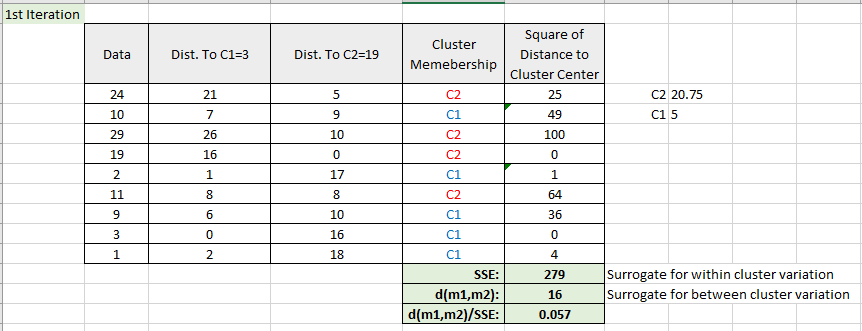 1st Iteration
Data Dist. To C1=3 Dist. To C2=19 Cluster Memebership Square of Distance to Cluster Center
24 21 5 C2 25 C2 20.75
10 7 9 C1 49 C1 5
29 26 10 C2 100
19 16 0 C2 0
2 1 17 C1 1
11 8 8 C2 64
9 6 10 C1 36
3 0 16 C1 0
1 2 18 C1 4
SSE: 279 Surrogate for within cluster variation
d(m1,m2): 16 Surrogate for between cluster variation
d(m1,m2)/SSE: 0.057